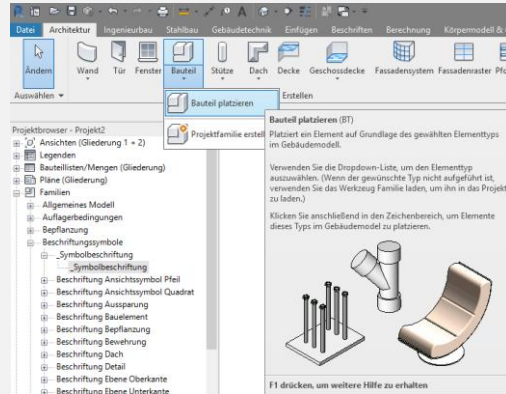 Datei Architektur Ingenieurbau Stahlbau Gebäudetechnik Einfügen Beschriften Berechnung Körpermodell &
Ändern Wand Tür Fenster Bauteil Stütze Dach Decke Geschossdecke Fassadensystem Fassadenraster
Auswählen Erstellen
Bauteil platzieren
Projektfamilie erstell
Bauteil platzieren (BT)
Platziert ein Element auf Grundlage des gewählten Elementtyps
im Gebäudemodell.
Verwenden Sie die Dropdown-Liste, um den Elementtyp
auszuwählen. (Wenn der gewünschte Typ nicht aufgeführt ist,
verwenden Sie das Werkzeug Familie laden, um ihn in das Projekt
zu laden.)
Klicken Sie anschließend in den Zeichenbereich, um Elemente
dieses Typs im Gebäudemodell zu platzieren.
F1 drücken, um weitere Hilfe zu erhalten
Projektbrowser - Projekt2
Ansichten (Gliederung 1 + 2)
Legenden
Bauteillisten/Mengen (Gliederung)
Pläne (Gliederung)
Familien
Allgemeines Modell
Auflagerbedingungen
Bepflanzung
Beschriftungssymbole
_Symbolbeschriftung
_Symbolbeschriftung
Beschriftung Ansichtssymbol Pfeil
Beschriftung Ansichtssymbol Quadrat
Beschriftung Aussparung
Beschriftung Bauelement
Beschriftung Bepflanzung
Beschriftung Bewehrung
Beschriftung Dach
Beschriftung Detail
Beschriftung Ebene Oberkante
Beschriftung Ebene Unterkante